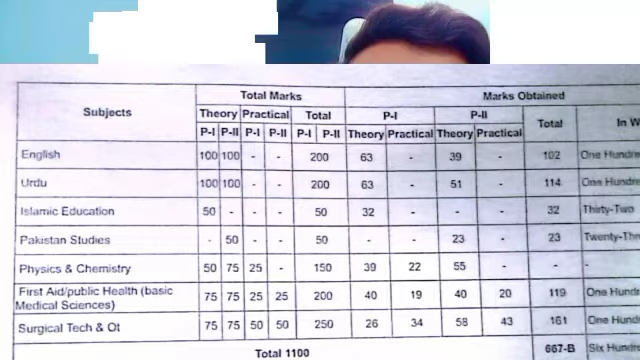 Subjects Total Marks Marks Obtained
Theory Practical Total P-I P-II Total In W
P-I P-II P-I P-II P-I P-II Theory Practical Theory Practical
English 100 100 - - 200 63 - 39 - 102 One Hundre
Urdu 100 100 - - 200 63 - 51 - 114 One Hundre
Islamic Education 50 - - - 50 32 - - - 32 Thirty-Two
Pakistan Studies - 50 - - 50 - - 23 - 23 Twenty-Thr
Physics & Chemistry 50 75 25 - 150 39 22 55 - - -
First Aid/public Health (basic
Medical Sciences) 75 75 25 25 200 40 19 40 20 119 One Hund
Surgical Tech & Ot 75 75 50 50 250 26 34 58 43 161 One Hund
Total 1100 667-B Six Hundr